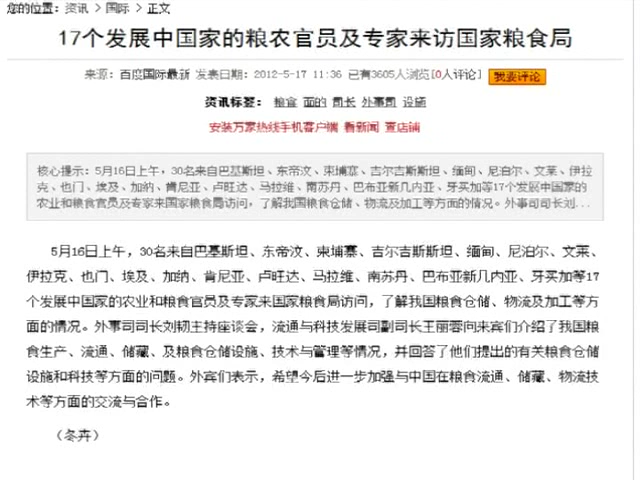 您的位置：资讯 > 国际 > 正文
17个发展中国家的粮农官员及专家来访国家粮食局
来源：百度国际最新 发表日期：2012-5-17 11:36 已有3605人浏览[0人评论] 我要评论
资讯标签： 粮食 面的 司长 外事司 设施
安装万家热线手机客户端 看新闻 查店铺
核心提示：5月16日上午，30名来自巴基斯坦、东帝汶、柬埔寨、吉尔吉斯斯坦、缅甸、尼泊尔、文莱、伊拉
克、也门、埃及、加纳、肯尼亚、卢旺达、马拉维、南苏丹、巴布亚新几内亚、牙买加等17个发展中国家的
农业和粮食官员及专家来国家粮食局访问，了解我国粮食仓储、物流及加工等方面的情况。外事司司长刘...
5月16日上午，30名来自巴基斯坦、东帝汶、柬埔寨、吉尔吉斯斯坦、缅甸、尼泊尔、文莱、
伊拉克、也门、埃及、加纳、肯尼亚、卢旺达、马拉维、南苏丹、巴布亚新几内亚、牙买加等17
个发展中国家的农业和粮食官员及专家来国家粮食局访问，了解我国粮食仓储、物流及加工等方
面的情况。外事司司长刘韧主持座谈会，流通与科技发展司副司长王丽蓉向来宾们介绍了我国粮
食生产、流通、储藏、及粮食仓储设施、技术与管理等情况，并回答了他们提出的有关粮食仓储
设施和科技等方面的问题。外宾们表示，希望今后进一步加强与中国在粮食流通、储藏、物流技
术等方面的交流与合作。
（冬卉）